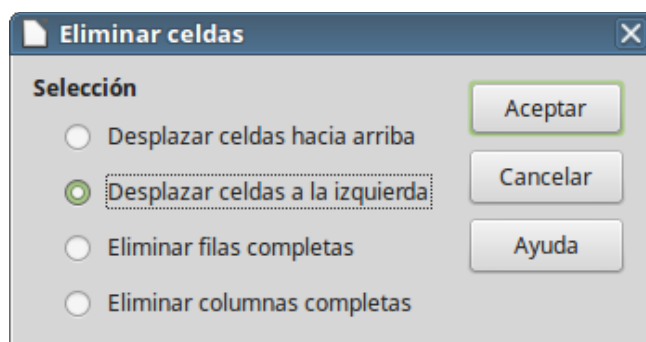 Eliminar celdas
Selección
Desplazar celdas hacia arriba
Desplazar celdas a la izquierda
Eliminar filas completas
Eliminar columnas completas
Aceptar
Cancelar
Ayuda